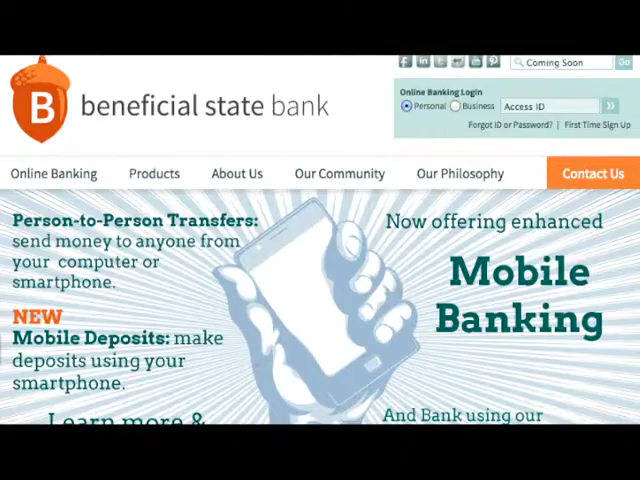 Coming Soon
Go
B
beneficial state bank
Online Banking Login
Personal Business Access ID
Forgot ID or Password? | First Time Sign Up
Online Banking Products About Us Our Community Our Philosophy Contact Us
Person-to-Person Transfers:
send money to anyone from
your computer or
smartphone.
NEW
Mobile Deposits: make
deposits using your
smartphone.
Learn more &
Now offering enhanced
Mobile
Banking
And Bank using our